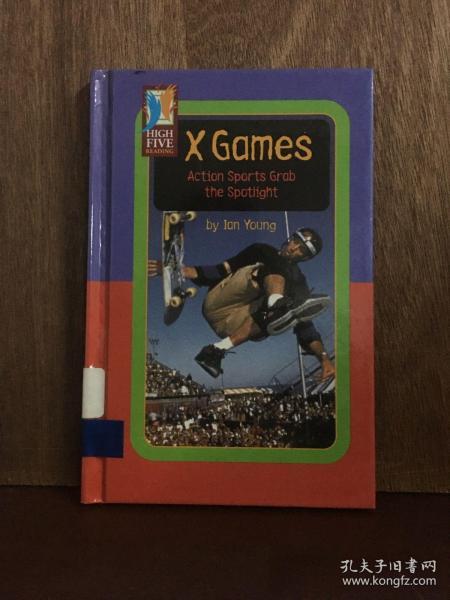 HIGH
FIVE
READING
X Games
Action Sports Grab
the Spotlight
by Ian Young
孔夫子旧书网
www.kongfz.com